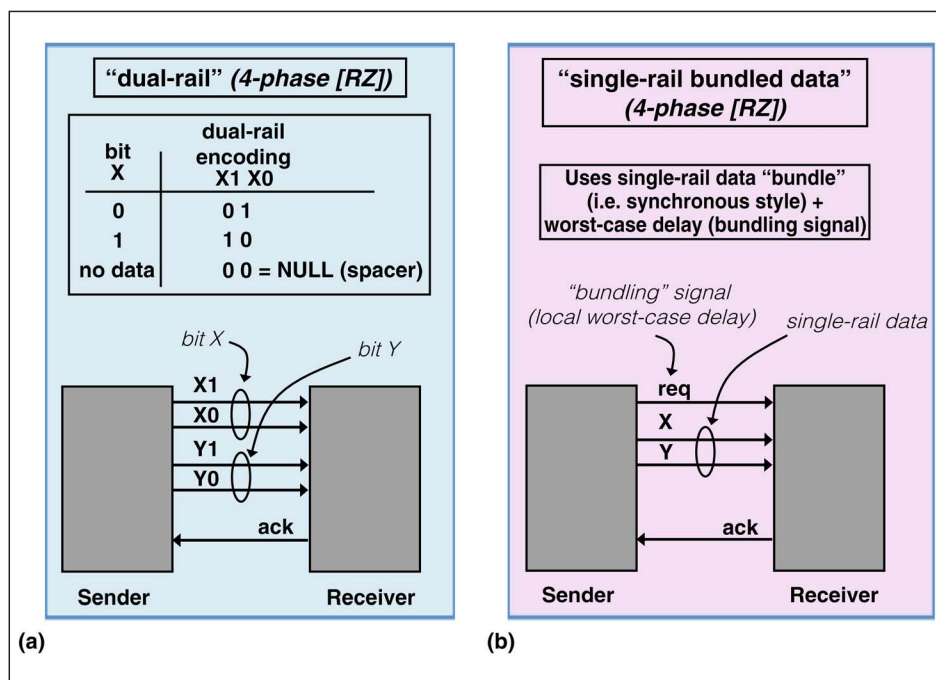 "dual-rail" (4-phase [RZ])
bit
X
dual-rail
encoding
X1 X0
0 0 1
1 1 0
no data 0 0 = NULL (spacer)
bit X
bit Y
X1
X0
Y1
Y0
ack
Sender Receiver
(a)
"single-rail bundled data"
(4-phase [RZ])
Uses single-rail data "bundle"
(i.e. synchronous style) +
worst-case delay (bundling signal)
"bundling" signal
(local worst-case delay)
single-rail data
req
X
Y
ack
Sender Receiver
(b)